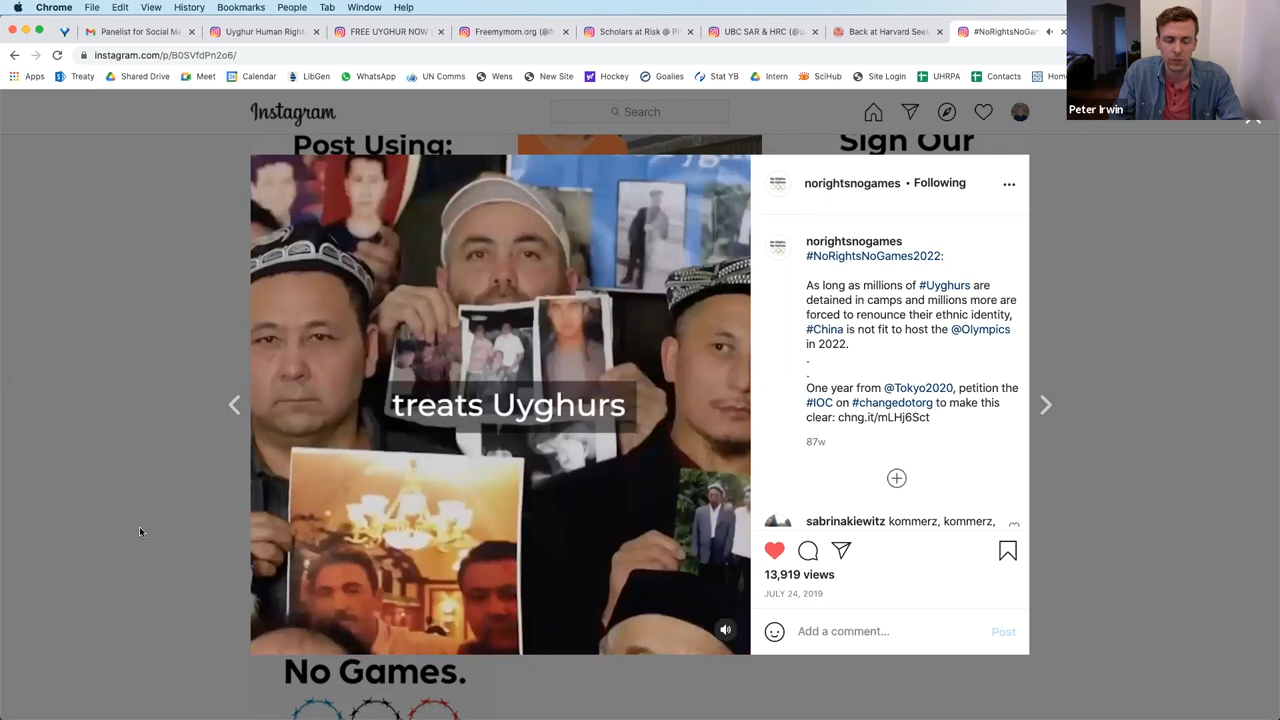 Chrome File Edit View History Bookmarks People Tab Window Help
Panelist for Social Me
Uyghur Human Right
FREE UYGHUR NOW
Freemymom.org (@fr
Scholars at Risk @ Pi
UBC SAR & HRC (@u
Back at Harvard Seek
#NoRightsNoGam
instagram.com/p/B0SVfdPn2o6/
Apps Treaty Shared Drive Meet Calendar LibGen WhatsApp UN Comms Wens New Site Hockey Goalies Stat YB Intern SciHub Site Login UHRPA Contacts Home
Peter Irwin
Instagram
Search
Post Using:
Sign Our
treats Uyghurs
norightsnogames • Following
norightsnogames
#NoRightsNoGames2022:
As long as millions of #Uyghurs are
detained in camps and millions more are
forced to renounce their ethnic identity,
#China is not fit to host the @Olympics
in 2022.
.
.
One year from @Tokyo2020, petition the
#IOC on #changedotorg to make this
clear: chng.it/mLHj6Sct
87w
sabrinakiewitz kommerz, kommerz,
13,919 views
JULY 24, 2019
Add a comment...
Post
No Games.